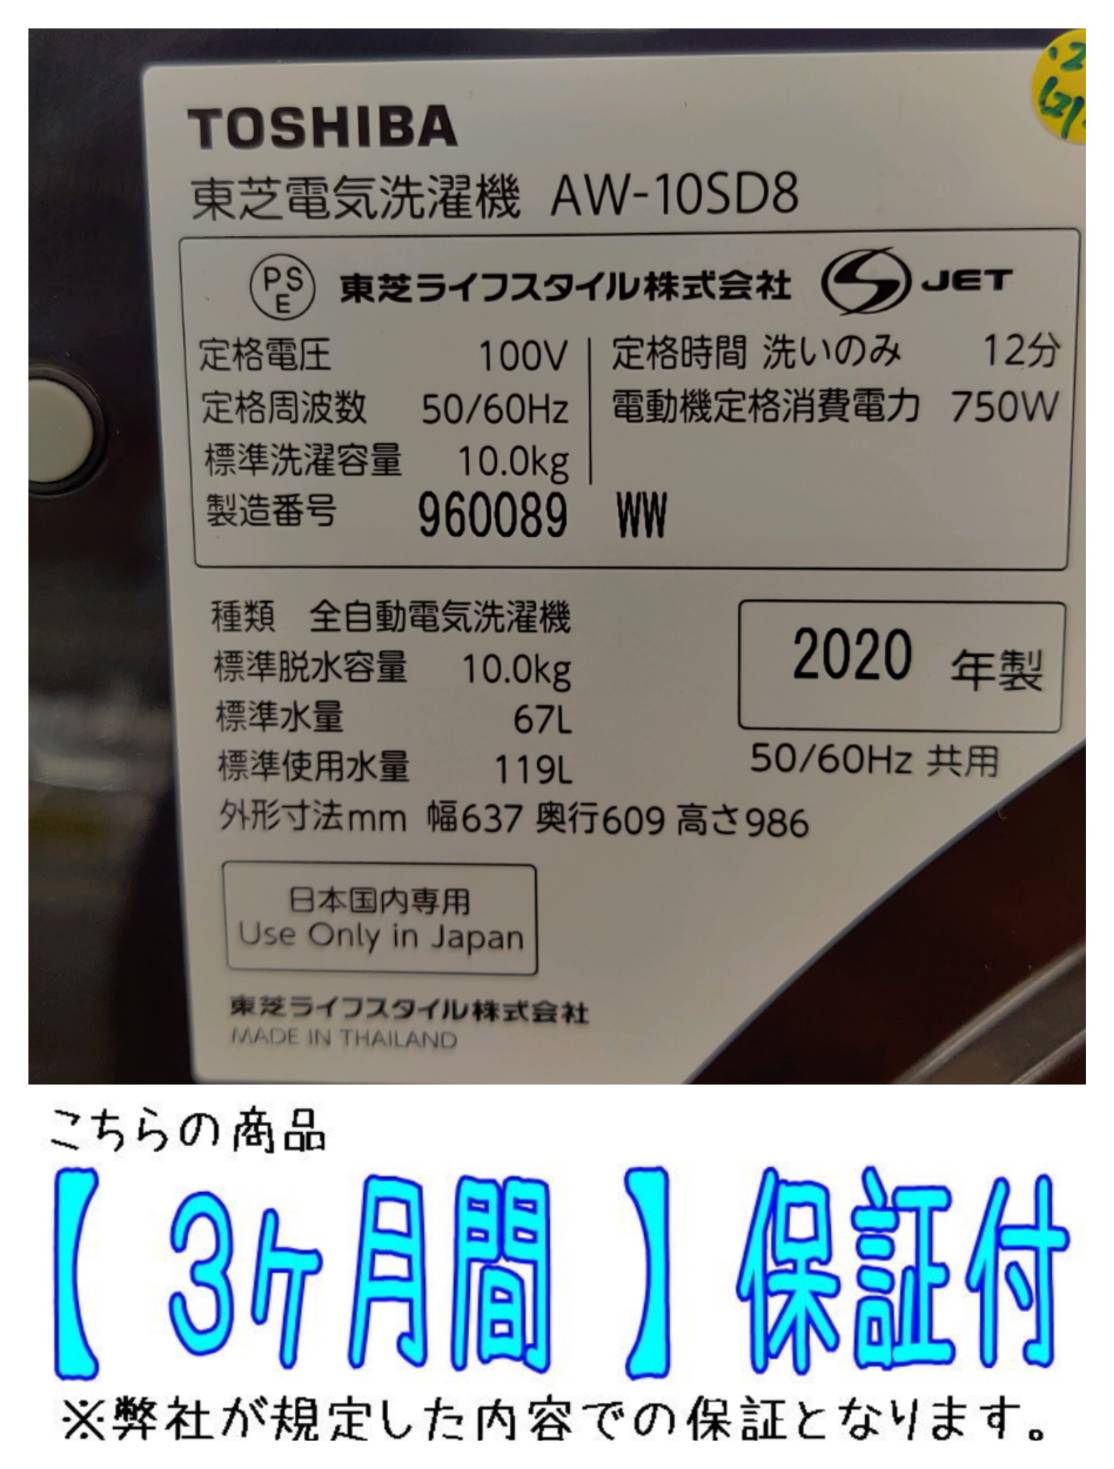 TOSHIBA
東芝電気洗濯機 AW-10SD8
PSE 東芝ライフスタイル株式会社 JET
定格電圧 100V 定格時間 洗いのみ 12分
定格周波数 50/60Hz 電動機定格消費電力 750W
標準洗濯容量 10.0kg
製造番号 960089 WW
種類 全自動電気洗濯機
標準脱水容量 10.0kg
2020 年製
標準水量 67L
標準使用水量 119L
50/60Hz 共用
外形寸法mm 幅637 奥行609 高さ986
日本国内専用
Use Only in Japan
東芝ライフスタイル株式会社
MADE IN THAILAND
こちらの商品
【 3ケ月間 】保証付
※弊社が規定した内容での保証となります。